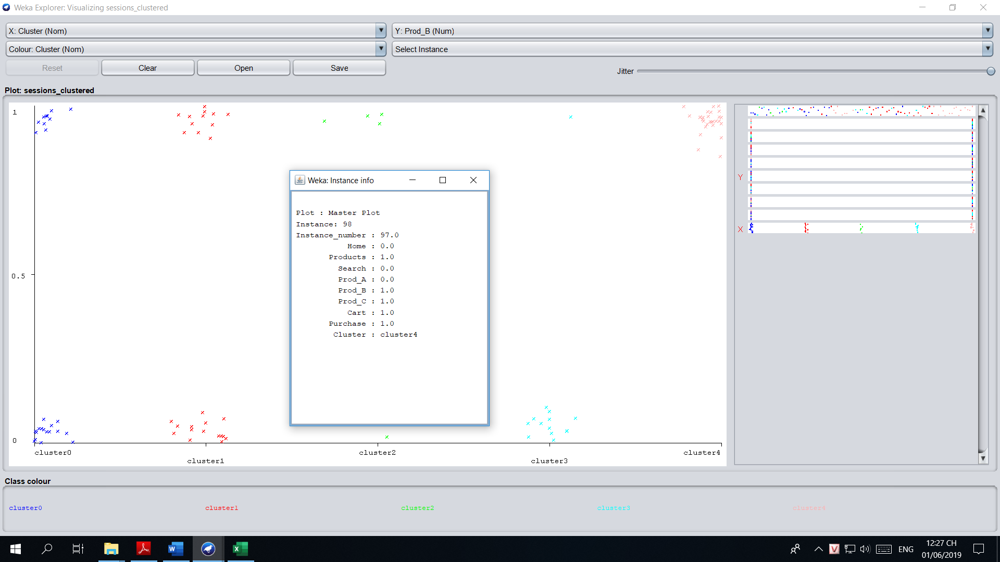 Weka Explorer: Visualizing sessions_clustered
X: Cluster (Nom)
Y: Prod_B (Num)
Colour: Cluster (Nom)
Select Instance
Reset
Clear
Open
Save
Jitter
Plot: sessions_clustered
1
0.5
0
cluster0
cluster1
cluster2
cluster3
cluster4
Weka: Instance info
Plot : Master Plot
Instance: 98
Instance_number : 97.0
Home : 0.0
Products : 1.0
Search : 0.0
Prod_A : 0.0
Prod_B : 1.0
Prod_C : 1.0
Cart : 1.0
Purchase : 1.0
Cluster : cluster4
Y
X
Class colour
cluster0
cluster1
cluster2
cluster3
cluster4
ENG
12:27 CH
01/06/2019